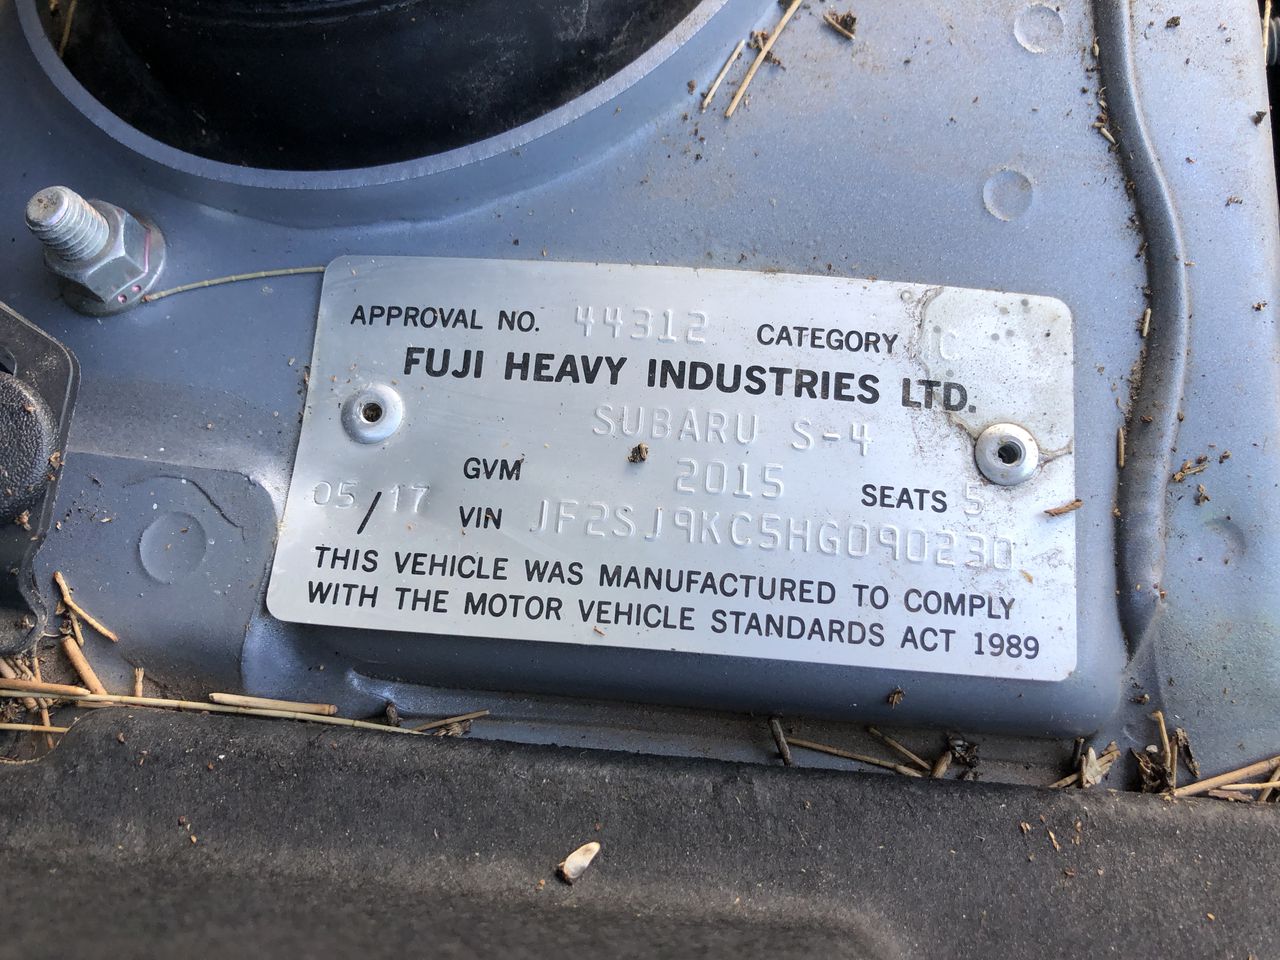 APPROVAL NO. 44312 CATEGORY MC
FUJI HEAVY INDUSTRIES LTD.
SUBARU S-4
GVM 2015 SEATS 5
05/17 VIN JF2SJ9KC5HG090230
THIS VEHICLE WAS MANUFACTURED TO COMPLY
WITH THE MOTOR VEHICLE STANDARDS ACT 1989